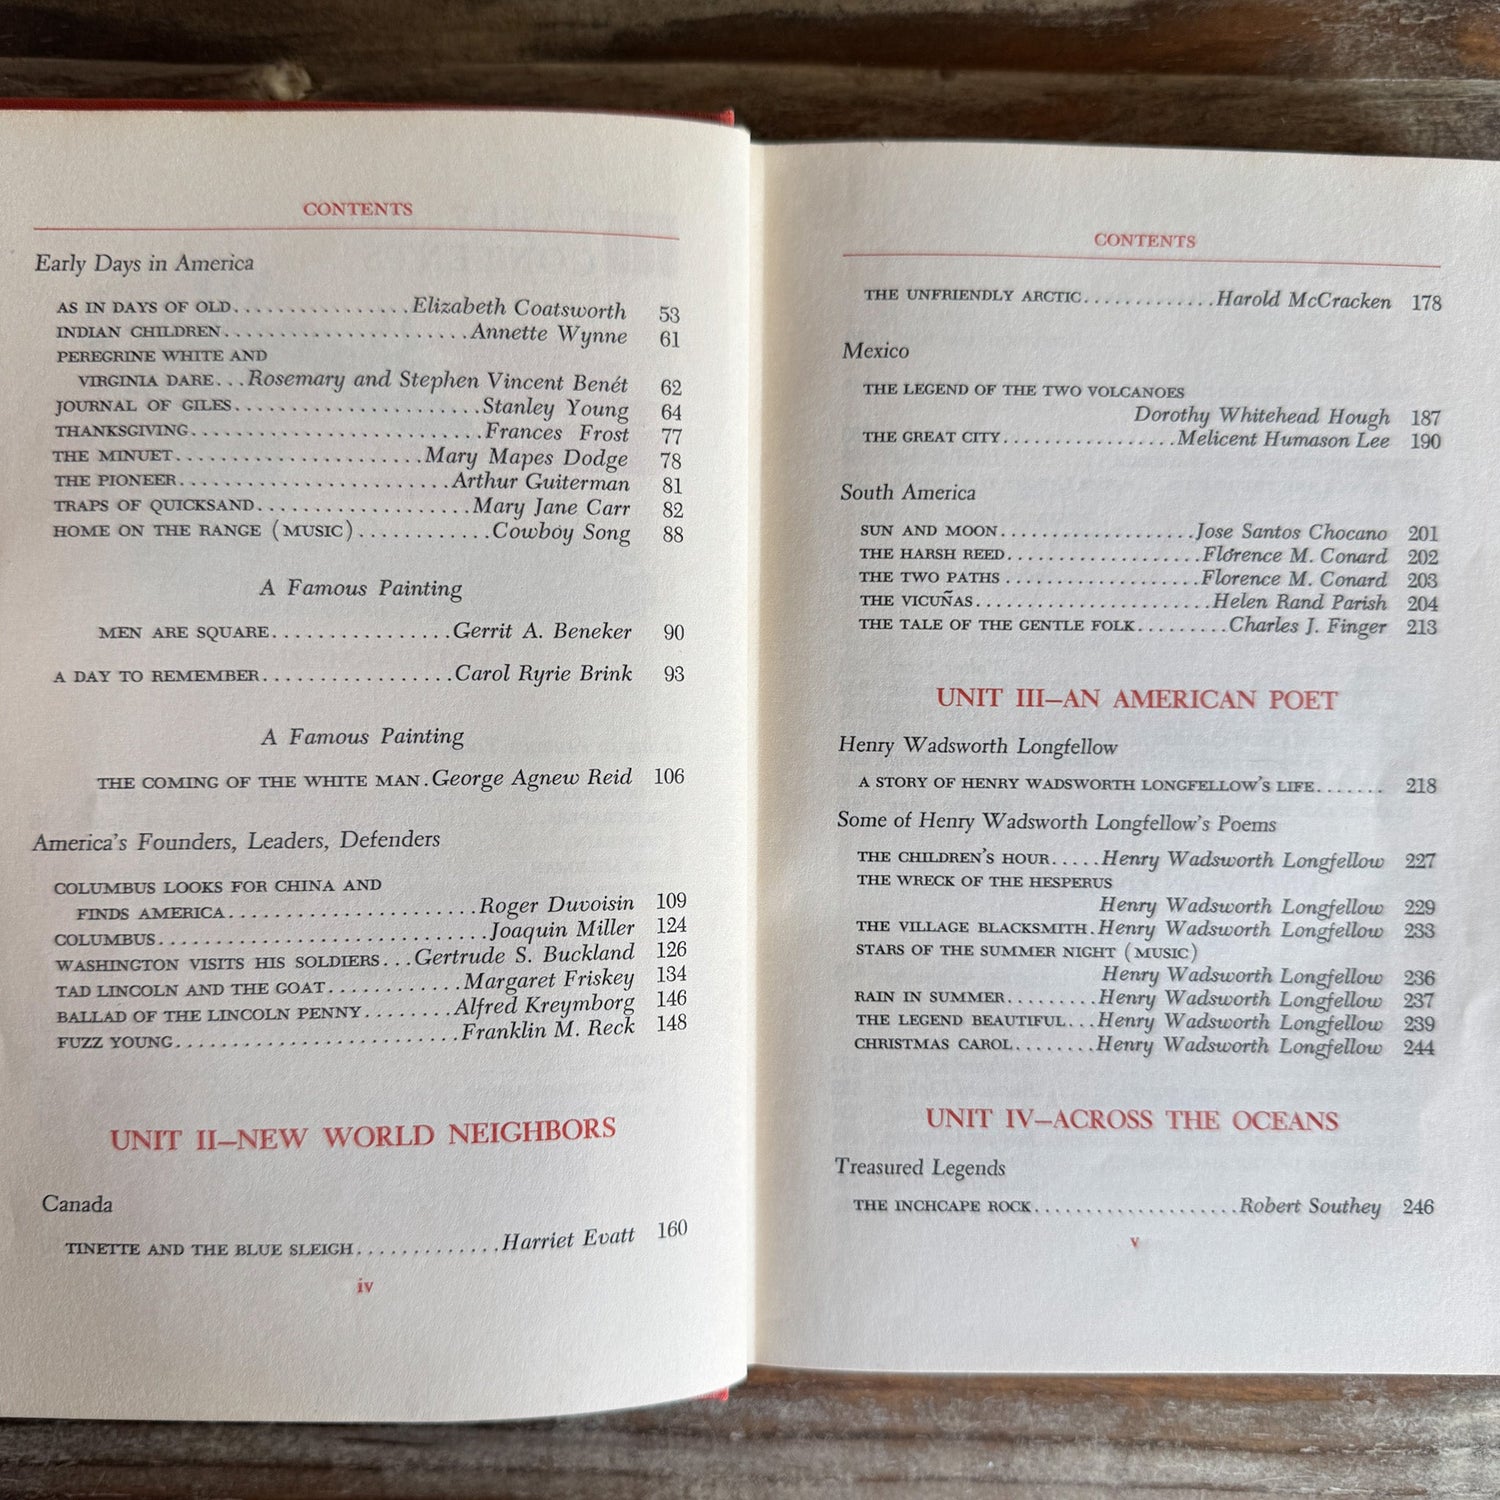 CONTENTS
Early Days in America
AS IN DAYS OF OLD................Elizabeth Coatsworth 53
INDIAN CHILDREN......................Annette Wynne 61
PEREGRINE WHITE AND
VIRGINIA DARE...Rosemary and Stephen Vincent Benét 62
JOURNAL OF GILES......................Stanley Young 64
THANKSGIVING..........................Frances Frost 77
THE MINUET......................Mary Mapes Dodge 78
THE PIONEER........................Arthur Guiterman 81
TRAPS OF QUICKSAND...................Mary Jane Carr 82
HOME ON THE RANGE (MUSIC)............Cowboy Song 88
A Famous Painting
MEN ARE SQUARE................Gerrit A. Beneker 90
A DAY TO REMEMBER.................Carol Ryrie Brink 93
A Famous Painting
THE COMING OF THE WHITE MAN.George Agnew Reid 106
America's Founders, Leaders, Defenders
COLUMBUS LOOKS FOR CHINA AND
FINDS AMERICA......................Roger Duvoisin 109
COLUMBUS.............................Joaquin Miller 124
WASHINGTON VISITS HIS SOLDIERS...Gertrude S. Buckland 126
TAD LINCOLN AND THE GOAT............Margaret Friskey 134
BALLAD OF THE LINCOLN PENNY........Alfred Kreymborg 146
FUZZ YOUNG.........................Franklin M. Reck 148
UNIT II—NEW WORLD NEIGHBORS
Canada
TINETTE AND THE BLUE SLEIGH.............Harriet Evatt 160
iv
CONTENTS
THE UNFRIENDLY ARCTIC............Harold McCracken 178
Mexico
THE LEGEND OF THE TWO VOLCANOES
Dorothy Whitehead Hough 187
THE GREAT CITY................Melicent Humason Lee 190
South America
SUN AND MOON..................Jose Santos Chocano 201
THE HARSH REED..................Florence M. Conard 202
THE TWO PATHS ..................Florence M. Conard 203
THE VICUÑAS......................Helen Rand Parish 204
THE TALE OF THE GENTLE FOLK.........Charles J. Finger 213
UNIT III—AN AMERICAN POET
Henry Wadsworth Longfellow
A STORY OF HENRY WADSWORTH LONGFELLOW'S LIFE....... 218
Some of Henry Wadsworth Longfellow's Poems
THE CHILDREN'S HOUR.....Henry Wadsworth Longfellow 227
THE WRECK OF THE HESPERUS
Henry Wadsworth Longfellow 229
THE VILLAGE BLACKSMITH.Henry Wadsworth Longfellow 233
STARS OF THE SUMMER NIGHT (MUSIC)
Henry Wadsworth Longfellow 236
RAIN IN SUMMER.........Henry Wadsworth Longfellow 237
THE LEGEND BEAUTIFUL...Henry Wadsworth Longfellow 239
CHRISTMAS CAROL........Henry Wadsworth Longfellow 244
UNIT IV—ACROSS THE OCEANS
Treasured Legends
THE INCHCAPE ROCK....................Robert Southey 246
v